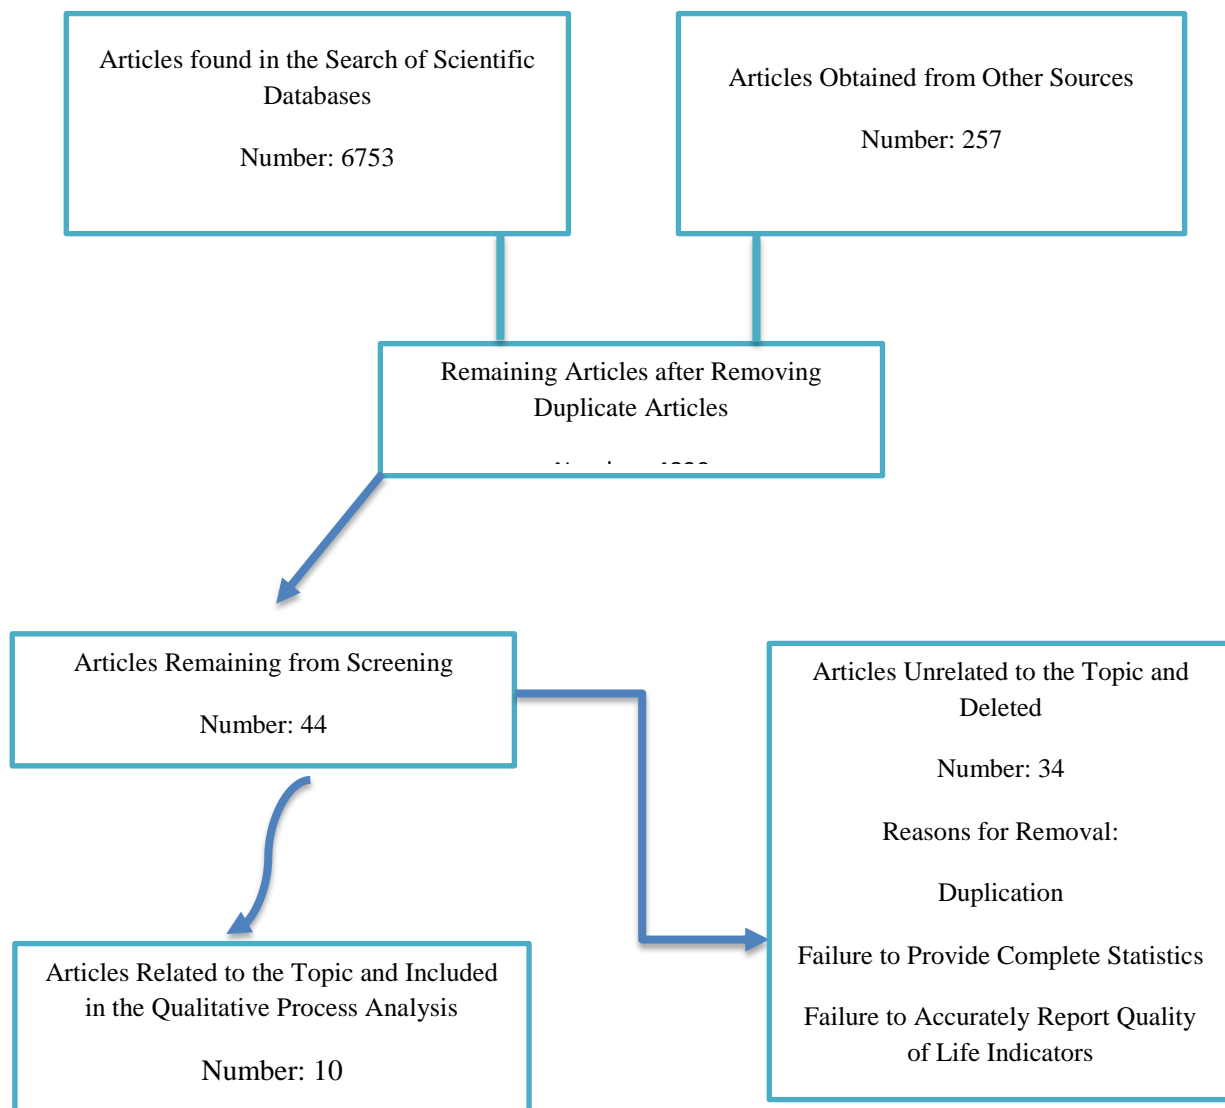 Articles found in the Search of Scientific
Databases
Number: 6753
Articles Obtained from Other Sources
Number: 257
Remaining Articles after Removing
Duplicate Articles
Articles Remaining from Screening
Number: 44
Articles Unrelated to the Topic and
Deleted
Number: 34
Reasons for Removal:
Duplication
Failure to Provide Complete Statistics
Failure to Accurately Report Quality
of Life Indicators
Articles Related to the Topic and Included
in the Qualitative Process Analysis
Number: 10